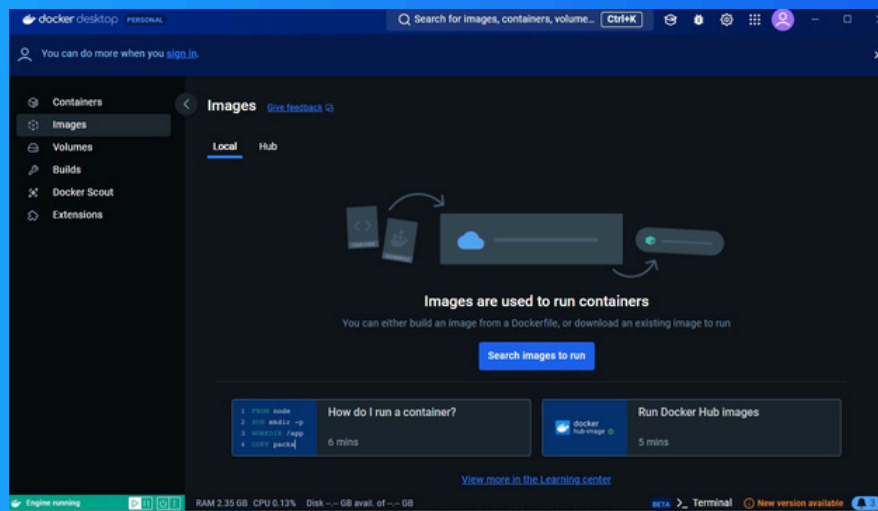 docker desktop PERSONAL
Search for images, containers, volume... Ctrl+K
You can do more when you sign in.
Containers
Images
Volumes
Builds
Docker Scout
Extensions
Images Give feedback
Local Hub
Images are used to run containers
You can either build an image from a Dockerfile, or download an existing image to run
Search images to run
1 FROM node
2 RUN mkdir -p
3 WORKDIR /app
4 COPY packa
How do I run a container?
6 mins
docker
hub-image
Run Docker Hub images
5 mins
View more in the Learning center
Engine running
RAM 2.35 GB CPU 0.13% Disk --.-- GB avail. of --.-- GB
BETA >_ Terminal New version available 3